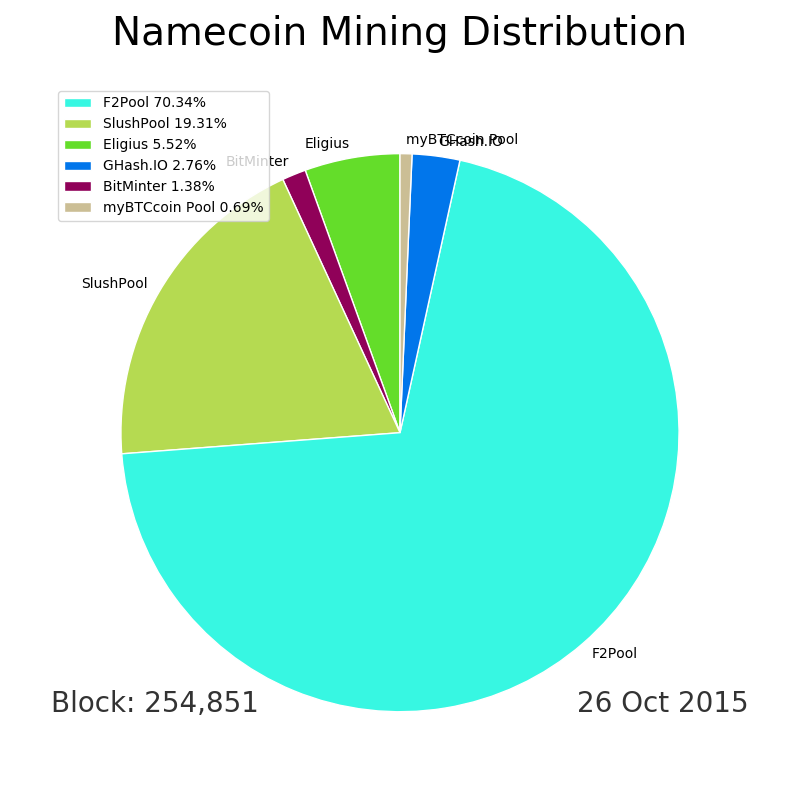 Namecoin Mining Distribution
F2Pool 70.34%
SlushPool 19.31%
Eligius 5.52%
GHash.IO 2.76%
BitMinter 1.38%
myBTCcoin Pool 0.69%
myBTCcoin Pool
GHash.IO
Eligius
BitMinter
SlushPool
F2Pool
Block: 254,851
26 Oct 2015